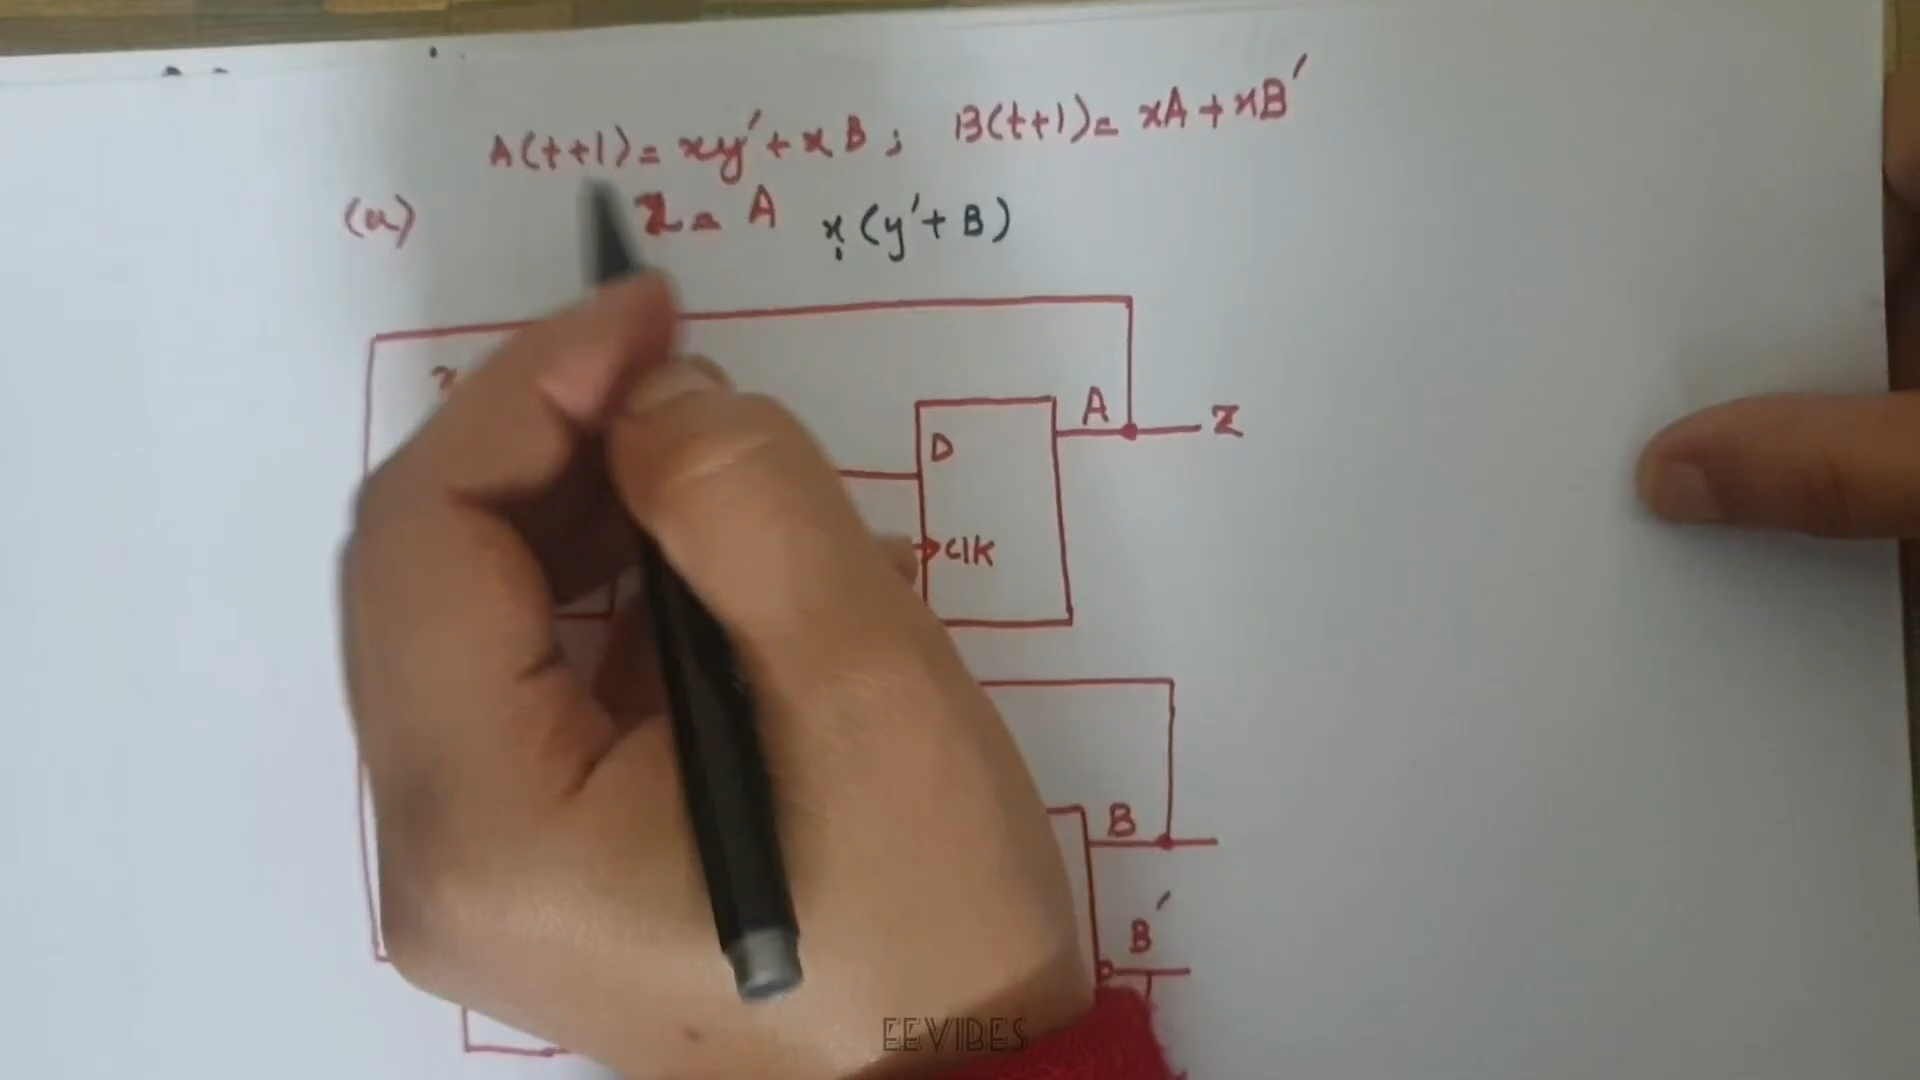 A(t+1) = xy' + xB ; B(t+1) = xA + xB'
(a) z = A x(y' + B)
x
A
z
D
CLK
B
B'
EEVIBES